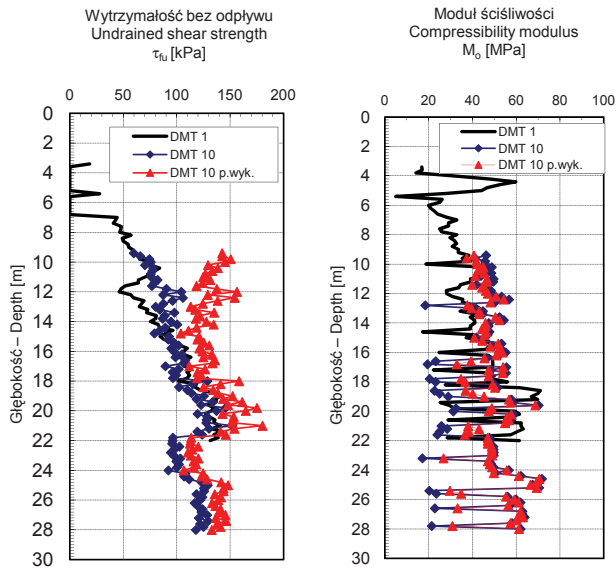 Wytrzymałość bez odpływu
Undrained shear strength
τfu [kPa]
0 50 100 150 200
0
2
4
6
8
10
12
14
16
18
20
22
24
26
28
30
Głębokość – Depth [m]
DMT 1
DMT 10
DMT 10 p.wyk.
Moduł ściśliwości
Compressibility modulus
Mo [MPa]
0 20 40 60 80 100
0
2
4
6
8
10
12
14
16
18
20
22
24
26
28
30
Głębokość – Depth [m]
DMT 1
DMT 10
DMT 10 p.wyk.